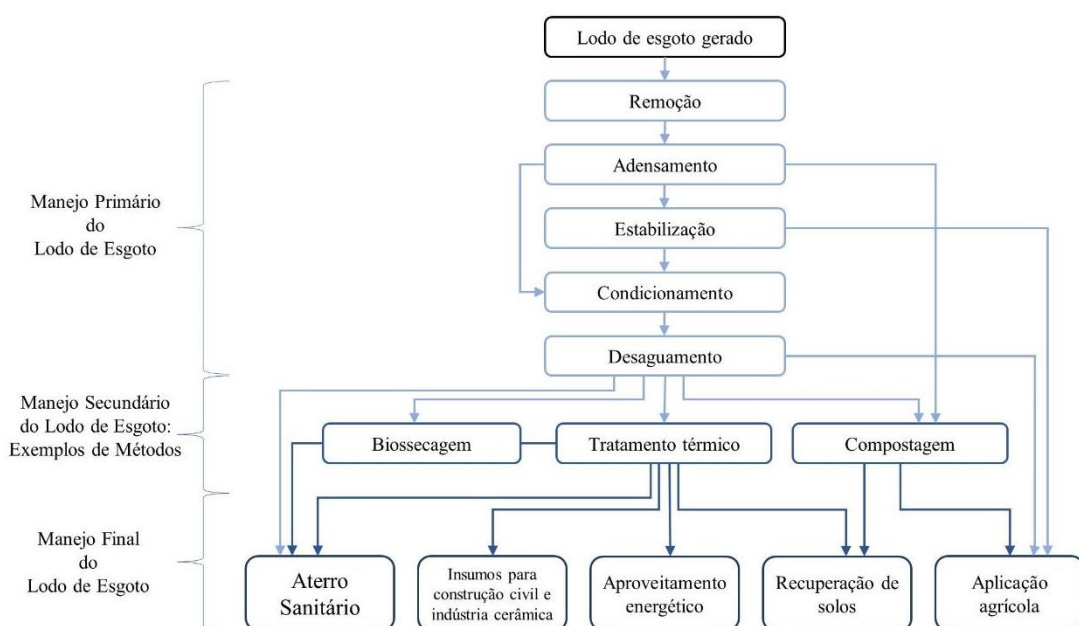 Lodo de esgoto gerado
Remoção
Adensamento
Manejo Primário
do
Lodo de Esgoto
Estabilização
Condicionamento
Desaguamento
Manejo Secundário
do Lodo de Esgoto:
Exemplos de Métodos
Biossecagem
Tratamento térmico
Compostagem
Manejo Final
do
Lodo de Esgoto
Aterro
Sanitário
Insumos para
construção civil e
indústria cerâmica
Aproveitamento
energético
Recuperação de
solos
Aplicação
agrícola